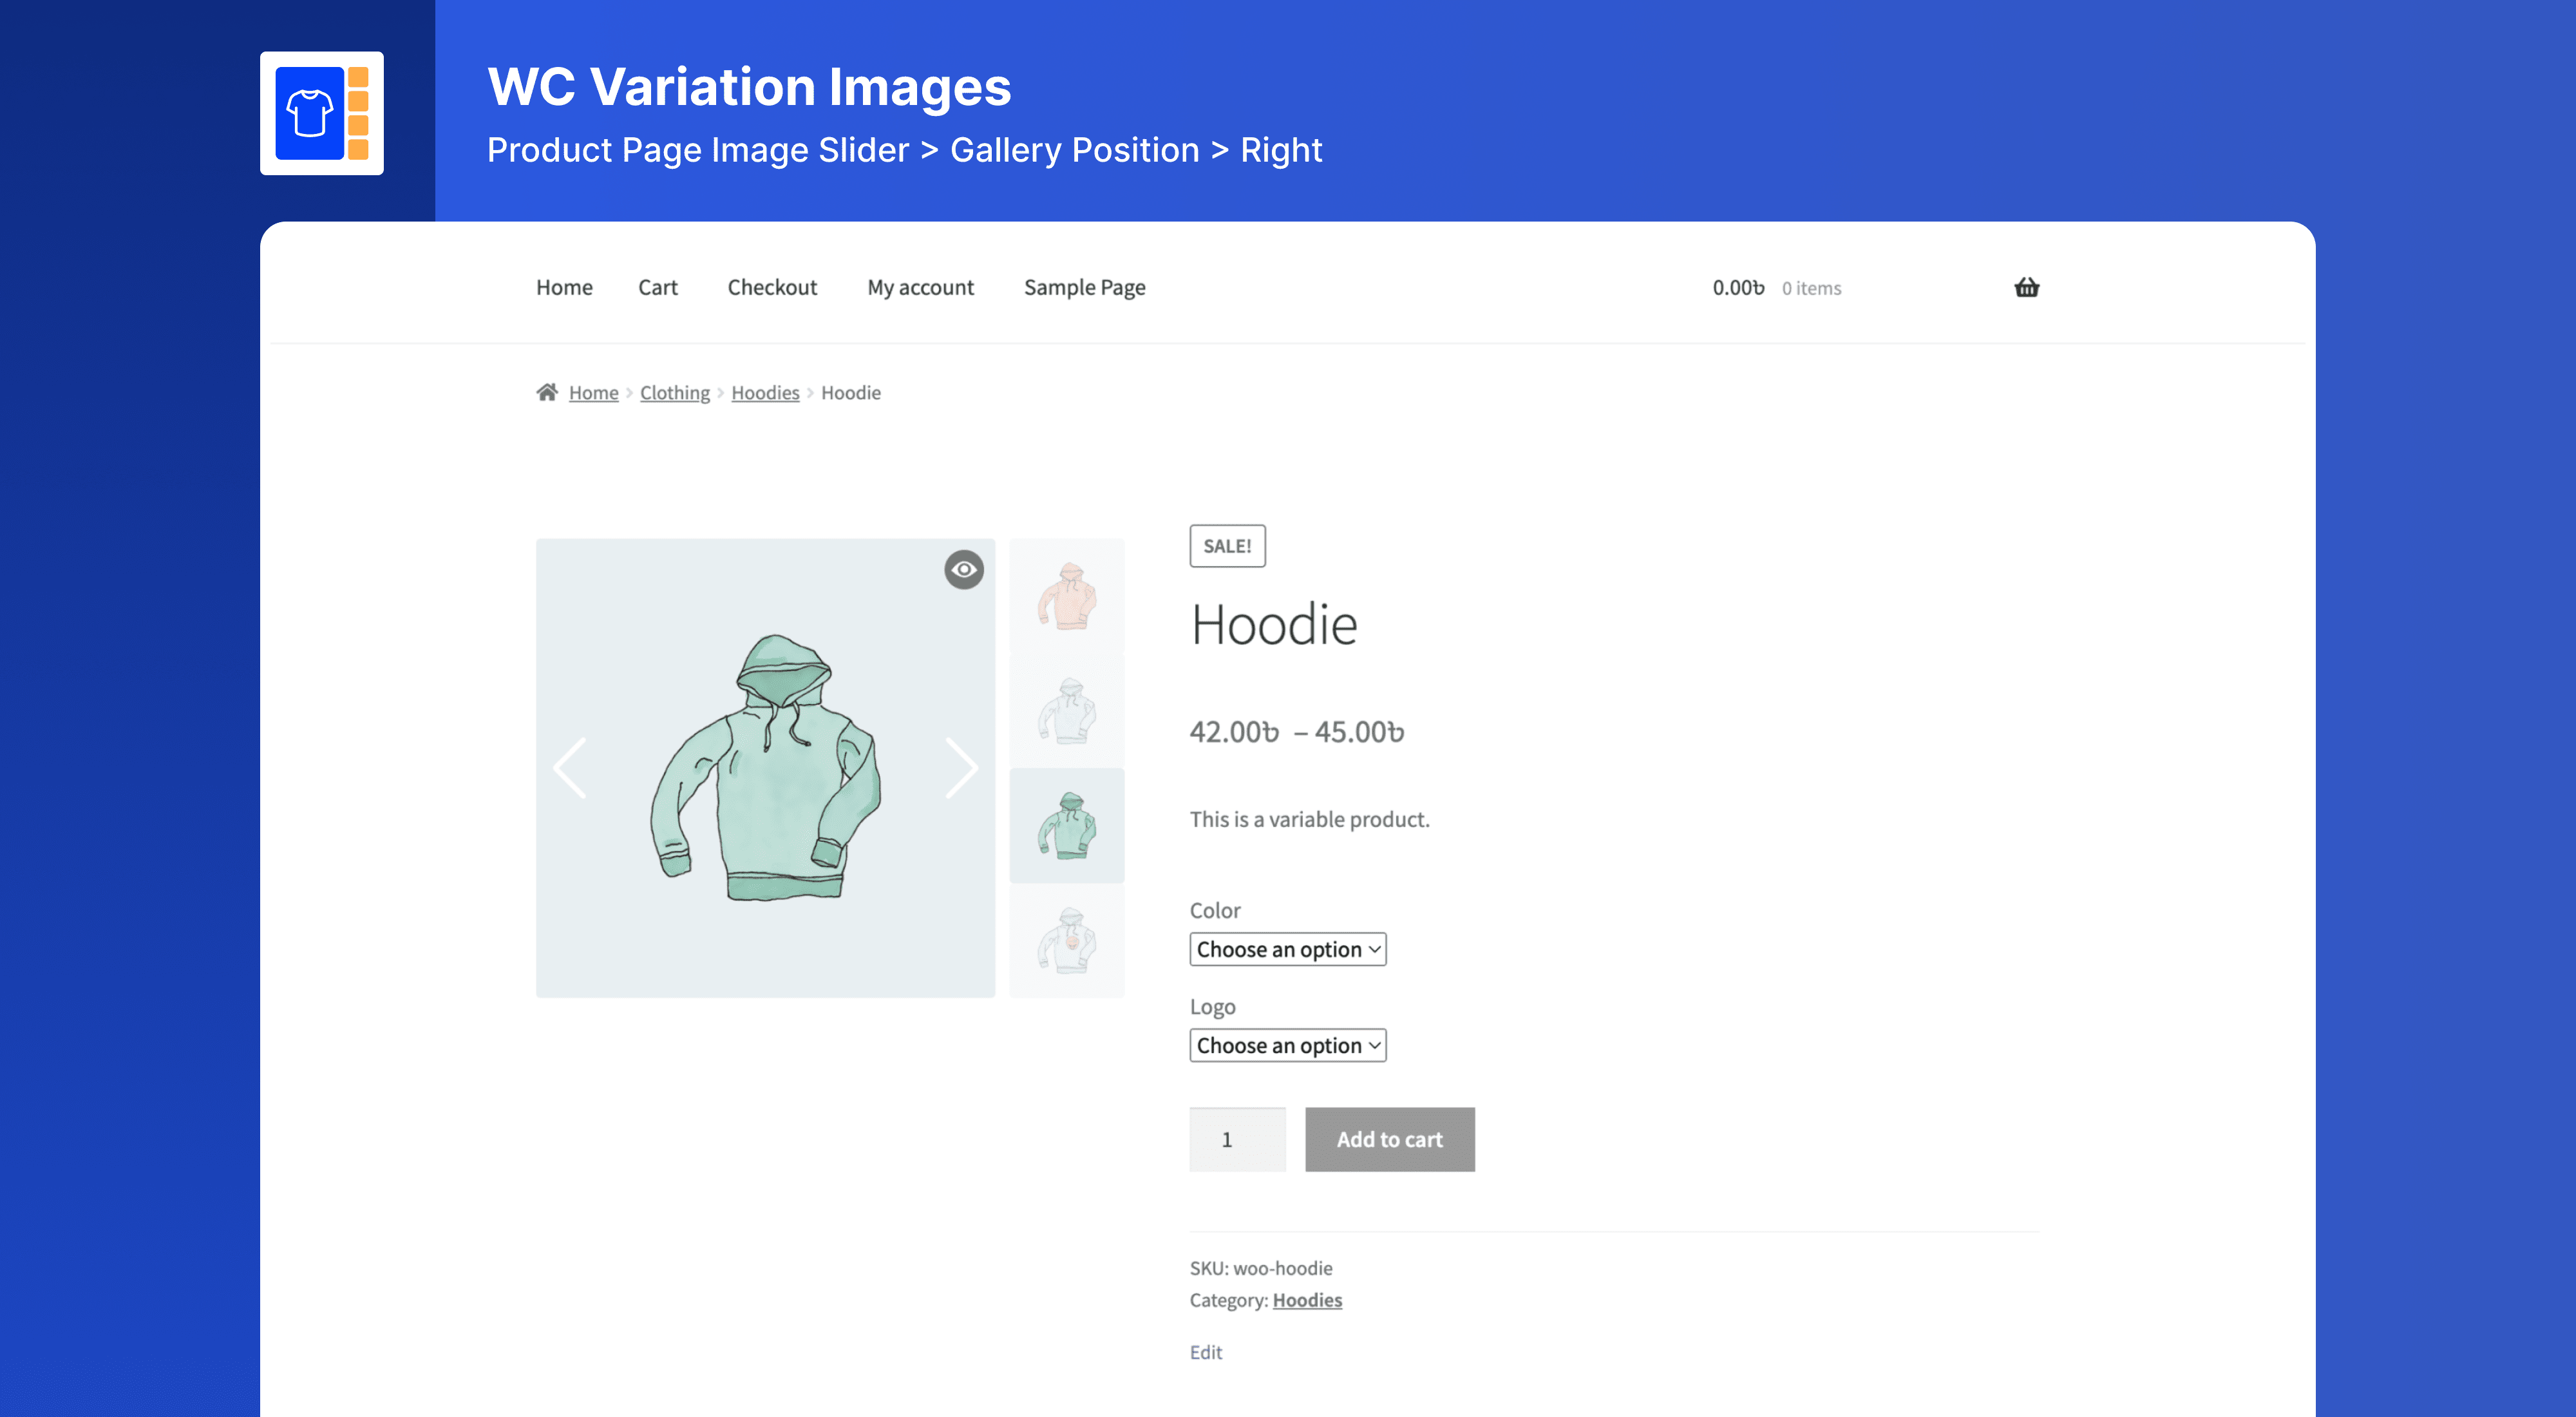 WC Variation Images
Product Page Image Slider > Gallery Position > Right
Home Cart Checkout My account Sample Page 0.00৳ 0 items
Home > Clothing > Hoodies > Hoodie
SALE!
Hoodie
42.00৳ – 45.00৳
This is a variable product.
Color
Choose an option
Logo
Choose an option
1 Add to cart
SKU: woo-hoodie
Category: Hoodies
Edit